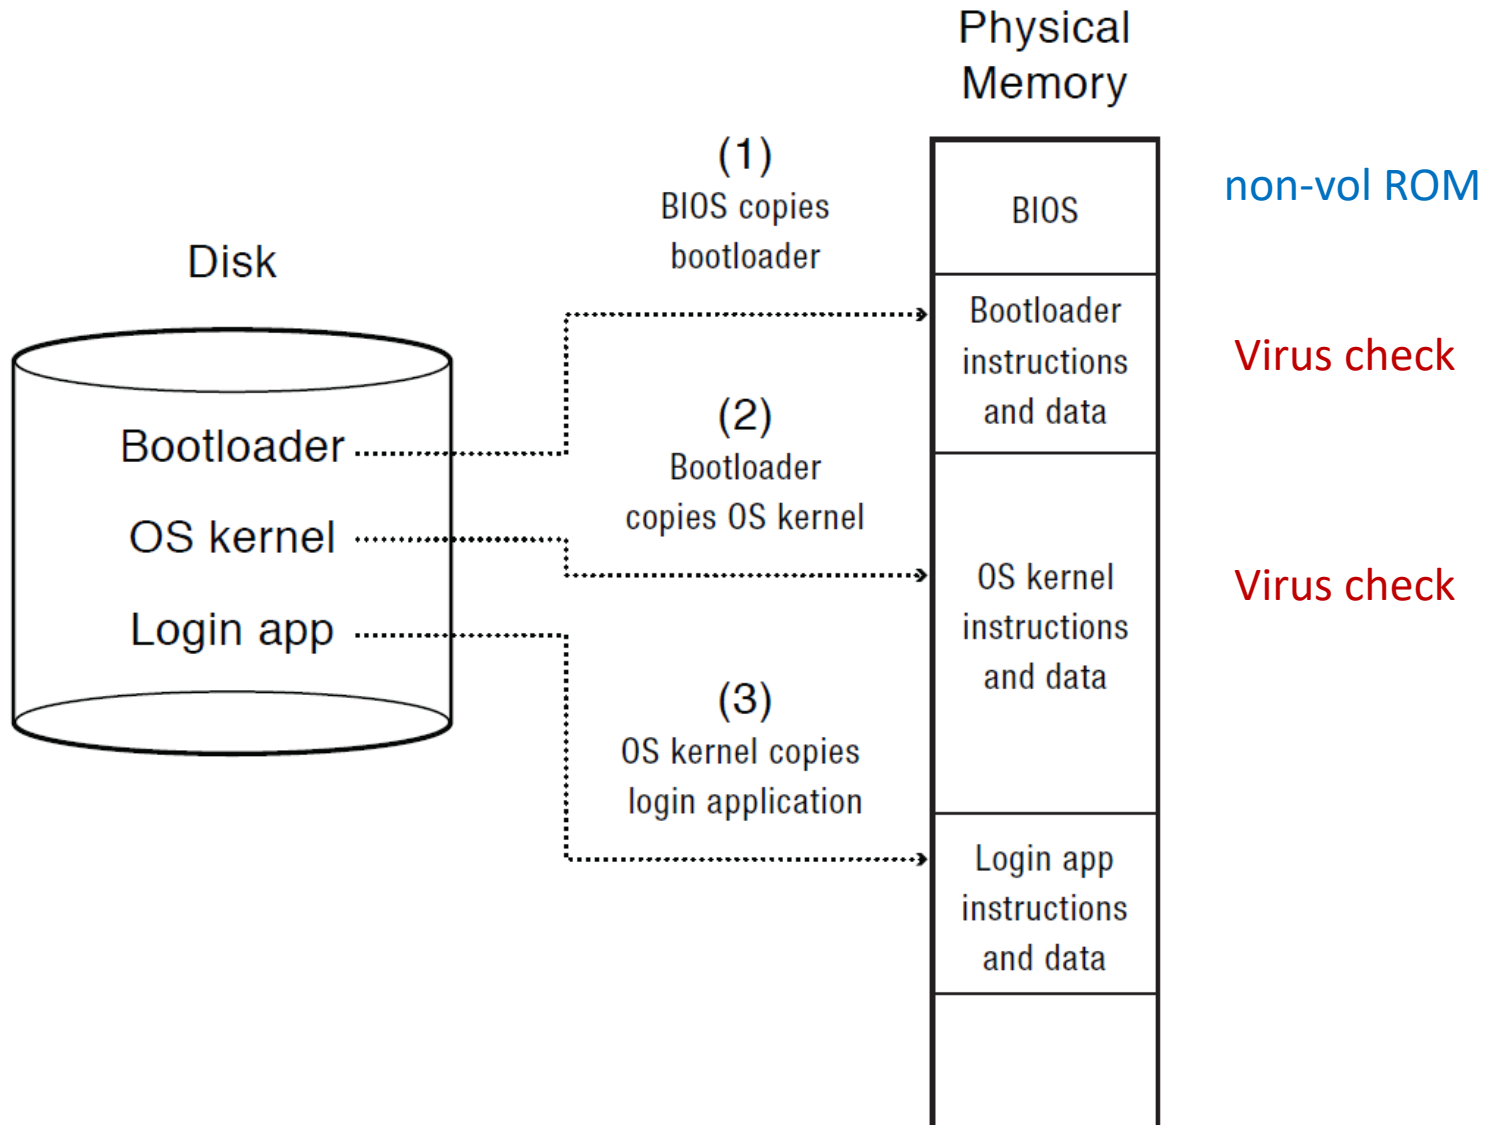 Physical
Memory
(1)
BIOS copies
bootloader
BIOS
non-vol ROM
Disk
Bootloader
instructions
and data
Virus check
Bootloader
(2)
Bootloader
copies OS kernel
OS kernel
OS kernel
instructions
and data
Virus check
Login app
(3)
OS kernel copies
login application
Login app
instructions
and data